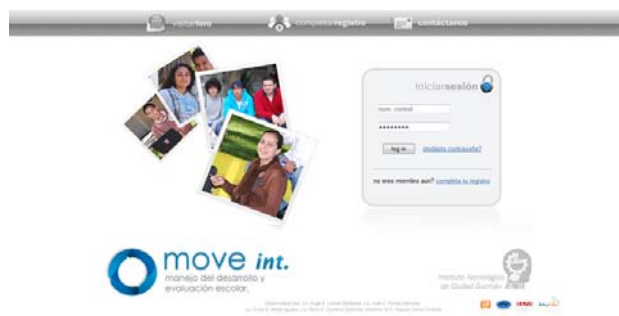 visitarforo
completarregistro
contáctanos
iniciarsesión
num. control
********
log in
olvidaste contraseña?
no eres miembro aun? completa tu registro
move int.
manejo del desarrollo y
evaluación escolar.
Instituto Tecnológico
de Ciudad Guzmán